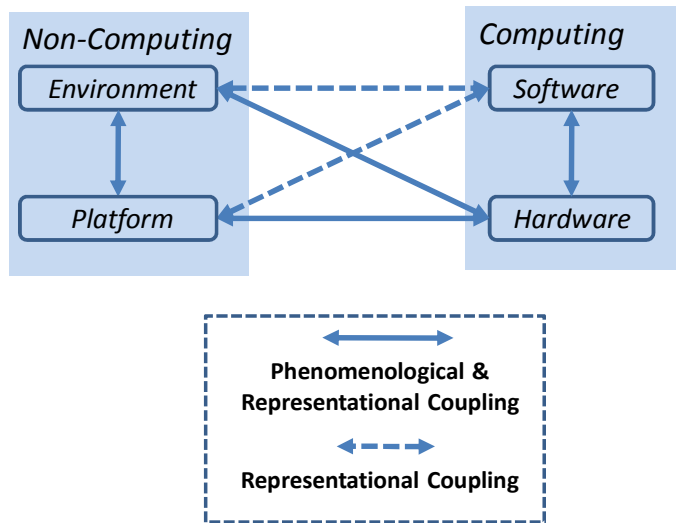 Non-Computing
Computing
Environment
Software
Platform
Hardware
Phenomenological &
Representational Coupling
Representational Coupling